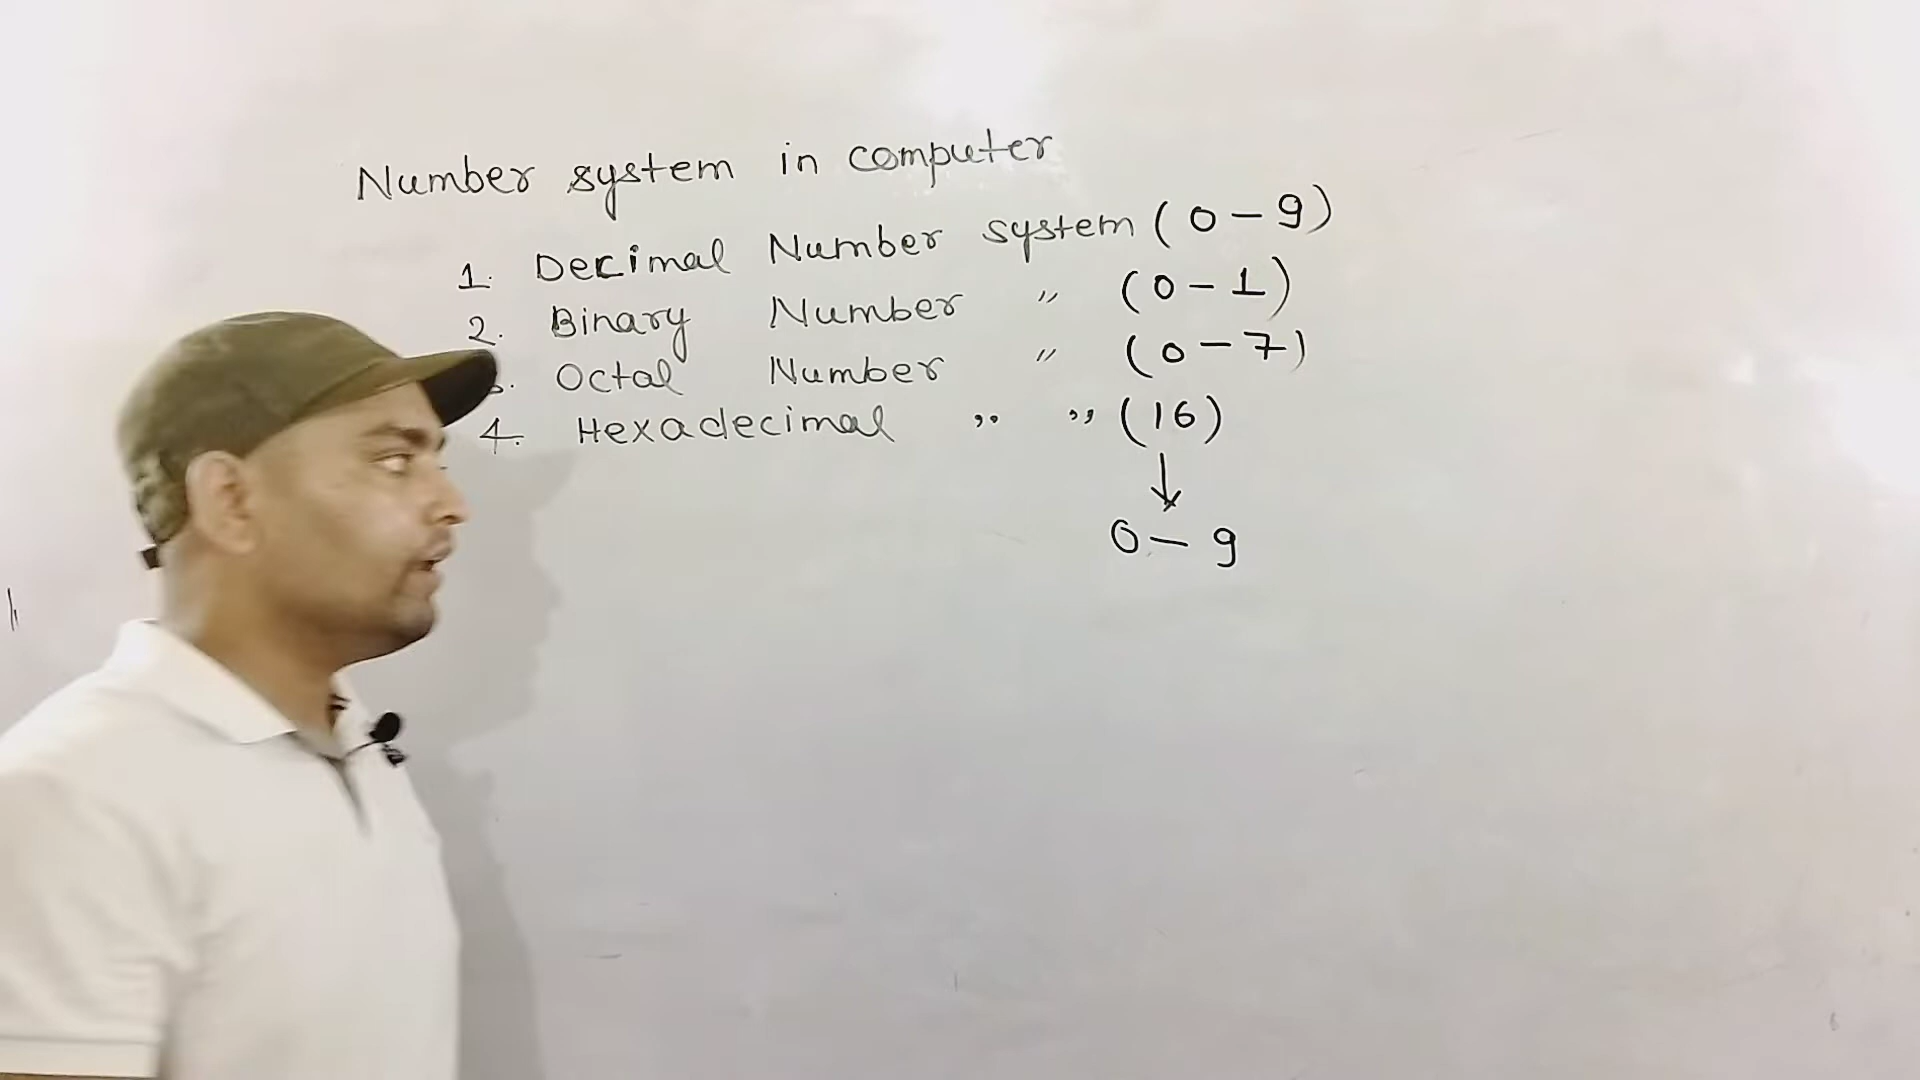 Number system in computer
1. Decimal Number system (0-9)
2. Binary Number " (0-1)
3. Octal Number " (0-7)
4. Hexadecimal " " (16)
↓
0-9